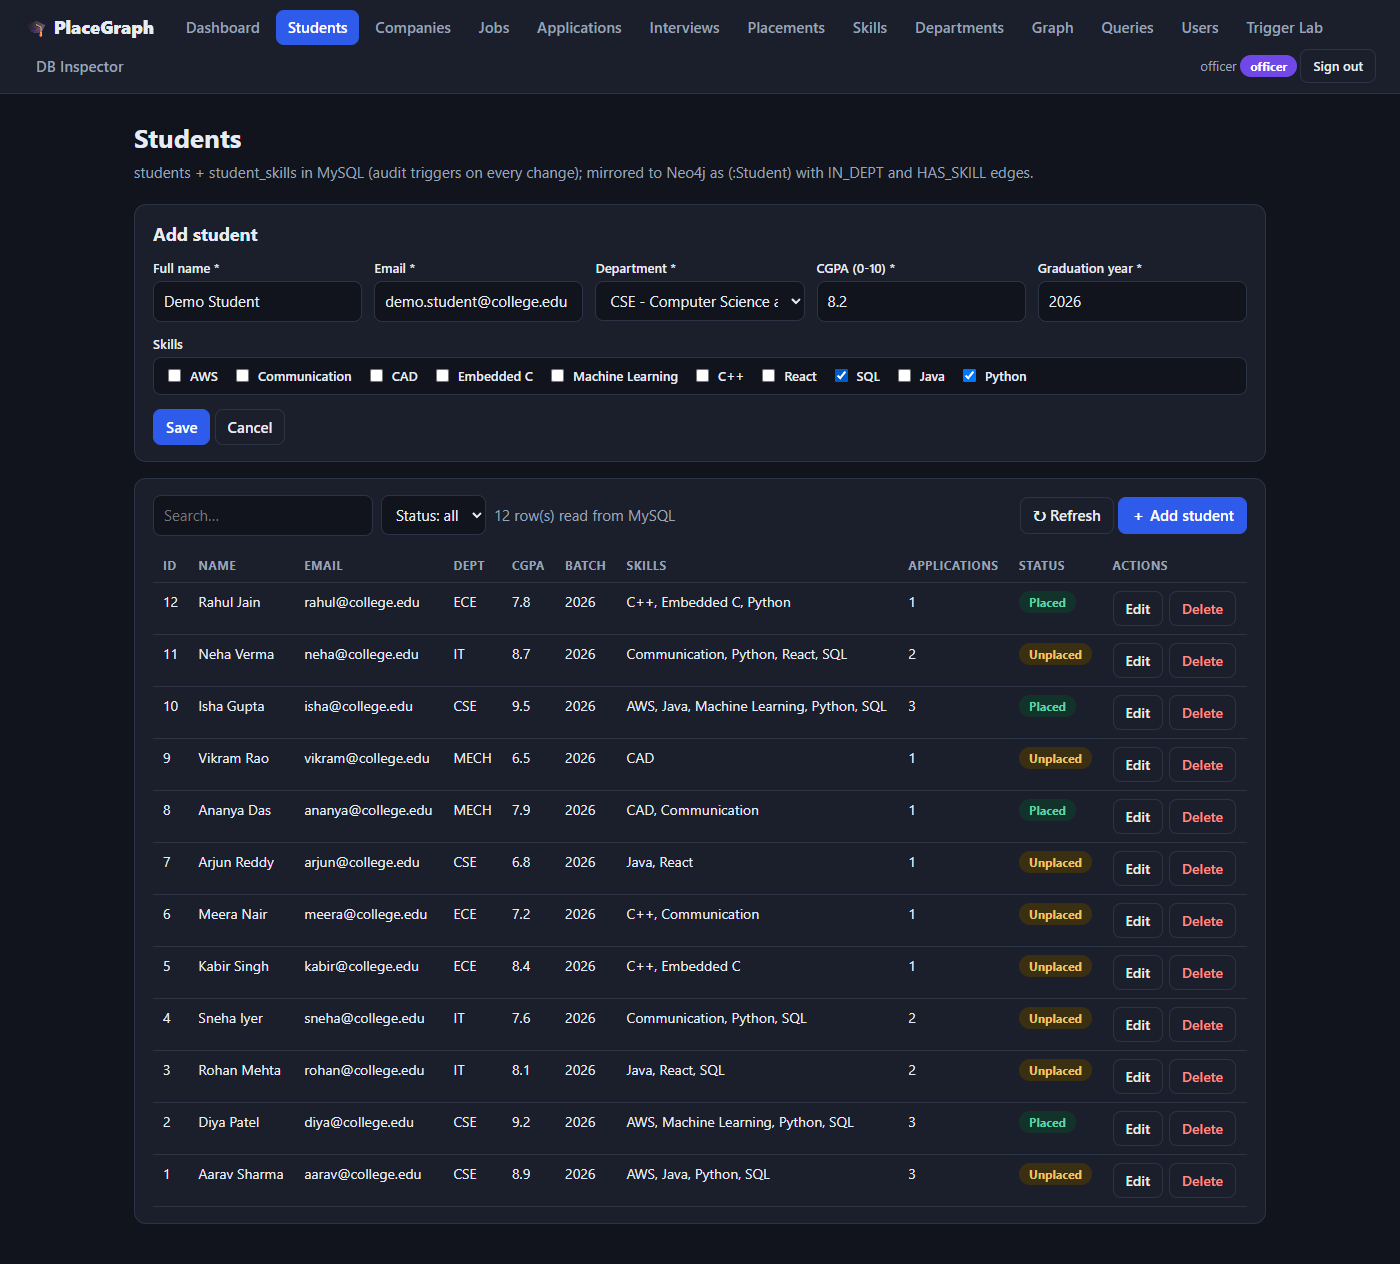 PlaceGraph Dashboard Students Companies Jobs Applications Interviews Placements Skills Departments Graph Queries Users Trigger Lab
DB Inspector officer officer Sign out
Students
students + student_skills in MySQL (audit triggers on every change); mirrored to Neo4j as (:Student) with IN_DEPT and HAS_SKILL edges.
Add student
Full name * Email * Department * CGPA (0-10) * Graduation year *
Demo Student demo.student@college.edu CSE - Computer Science a 8.2 2026
Skills
AWS Communication CAD Embedded C Machine Learning C++ React SQL Java Python
Save Cancel
Search... Status: all 12 row(s) read from MySQL ↻ Refresh + Add student
ID NAME EMAIL DEPT CGPA BATCH SKILLS APPLICATIONS STATUS ACTIONS
12 Rahul Jain rahul@college.edu ECE 7.8 2026 C++, Embedded C, Python 1 Placed Edit Delete
11 Neha Verma neha@college.edu IT 8.7 2026 Communication, Python, React, SQL 2 Unplaced Edit Delete
10 Isha Gupta isha@college.edu CSE 9.5 2026 AWS, Java, Machine Learning, Python, SQL 3 Placed Edit Delete
9 Vikram Rao vikram@college.edu MECH 6.5 2026 CAD 1 Unplaced Edit Delete
8 Ananya Das ananya@college.edu MECH 7.9 2026 CAD, Communication 1 Placed Edit Delete
7 Arjun Reddy arjun@college.edu CSE 6.8 2026 Java, React 1 Unplaced Edit Delete
6 Meera Nair meera@college.edu ECE 7.2 2026 C++, Communication 1 Unplaced Edit Delete
5 Kabir Singh kabir@college.edu ECE 8.4 2026 C++, Embedded C 1 Unplaced Edit Delete
4 Sneha Iyer sneha@college.edu IT 7.6 2026 Communication, Python, SQL 2 Unplaced Edit Delete
3 Rohan Mehta rohan@college.edu IT 8.1 2026 Java, React, SQL 2 Unplaced Edit Delete
2 Diya Patel diya@college.edu CSE 9.2 2026 AWS, Machine Learning, Python, SQL 3 Placed Edit Delete
1 Aarav Sharma aarav@college.edu CSE 8.9 2026 AWS, Java, Python, SQL 3 Unplaced Edit Delete